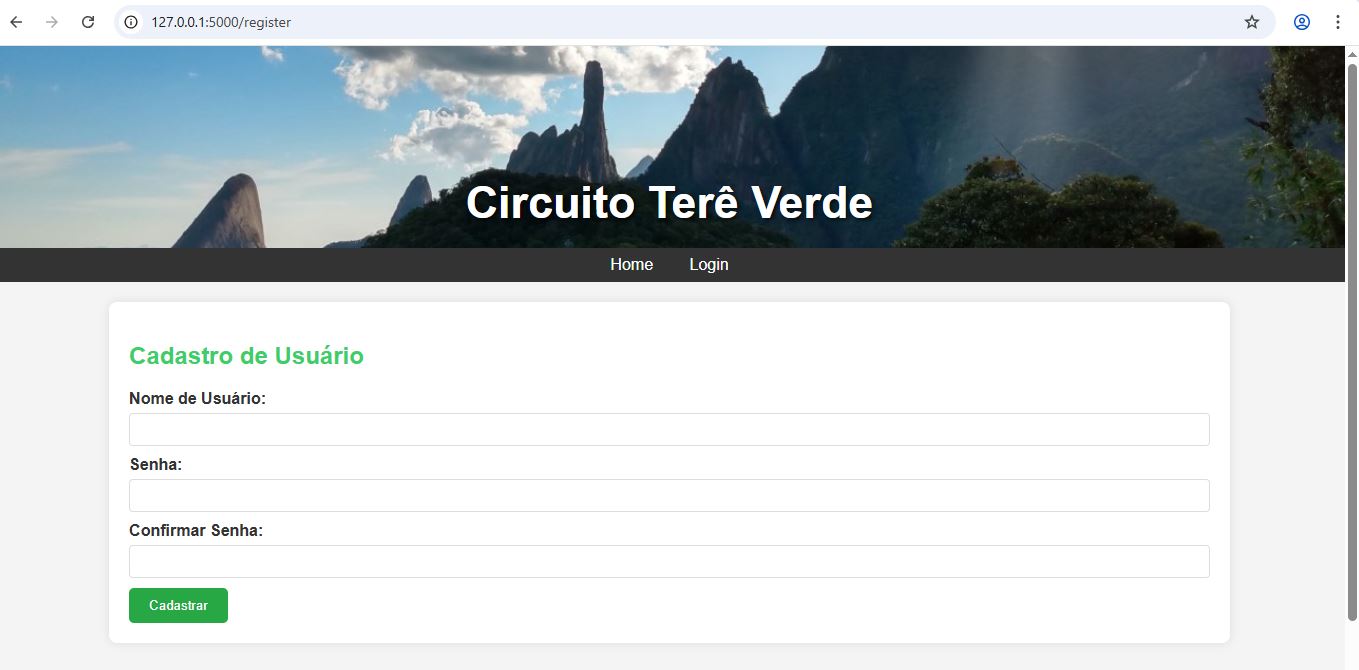 127.0.0.1:5000/register
Circuito Terê Verde
Home Login
Cadastro de Usuário
Nome de Usuário:
Senha:
Confirmar Senha:
Cadastrar